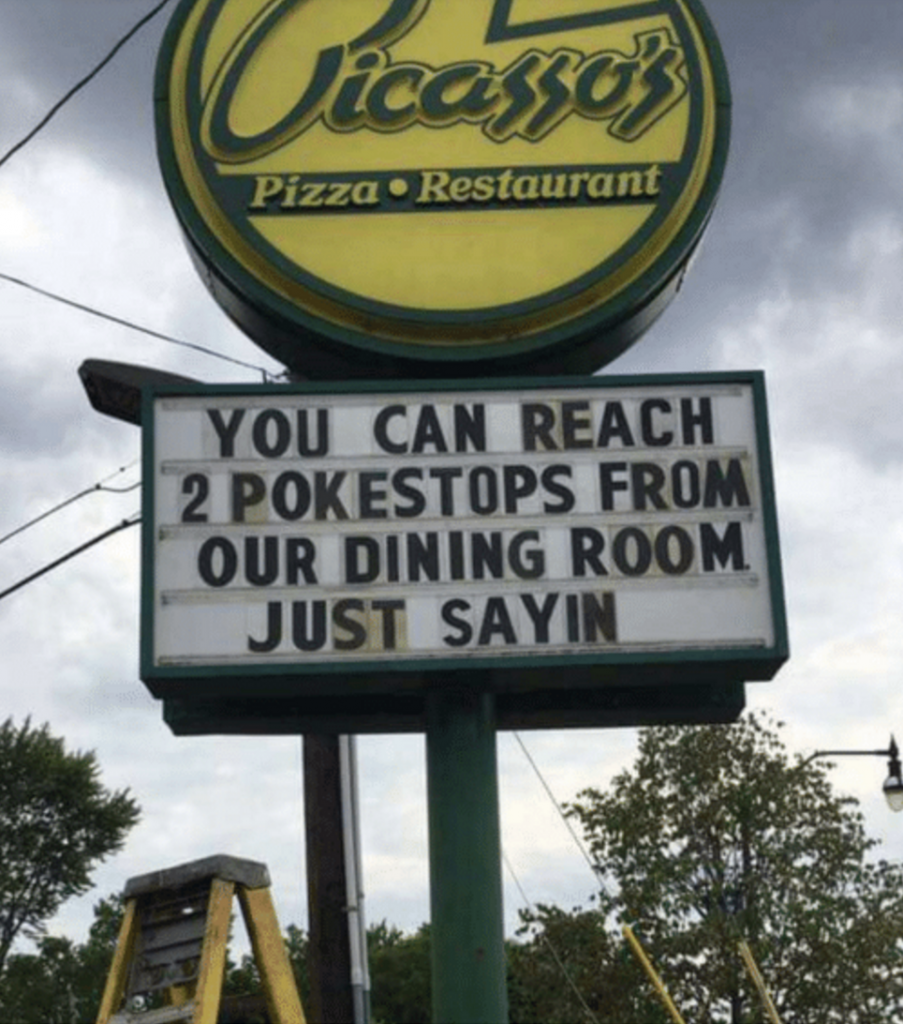 Picasso's
Pizza • Restaurant
YOU CAN REACH
2 POKESTOPS FROM
OUR DINING ROOM.
JUST SAYIN